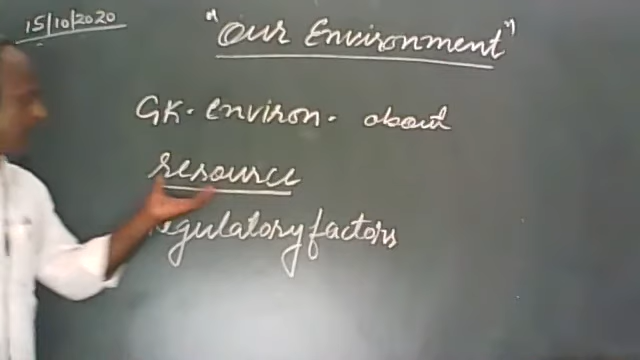 15/10/2020
"Our Environment"
GK. environ. about
resource
regulatory factors